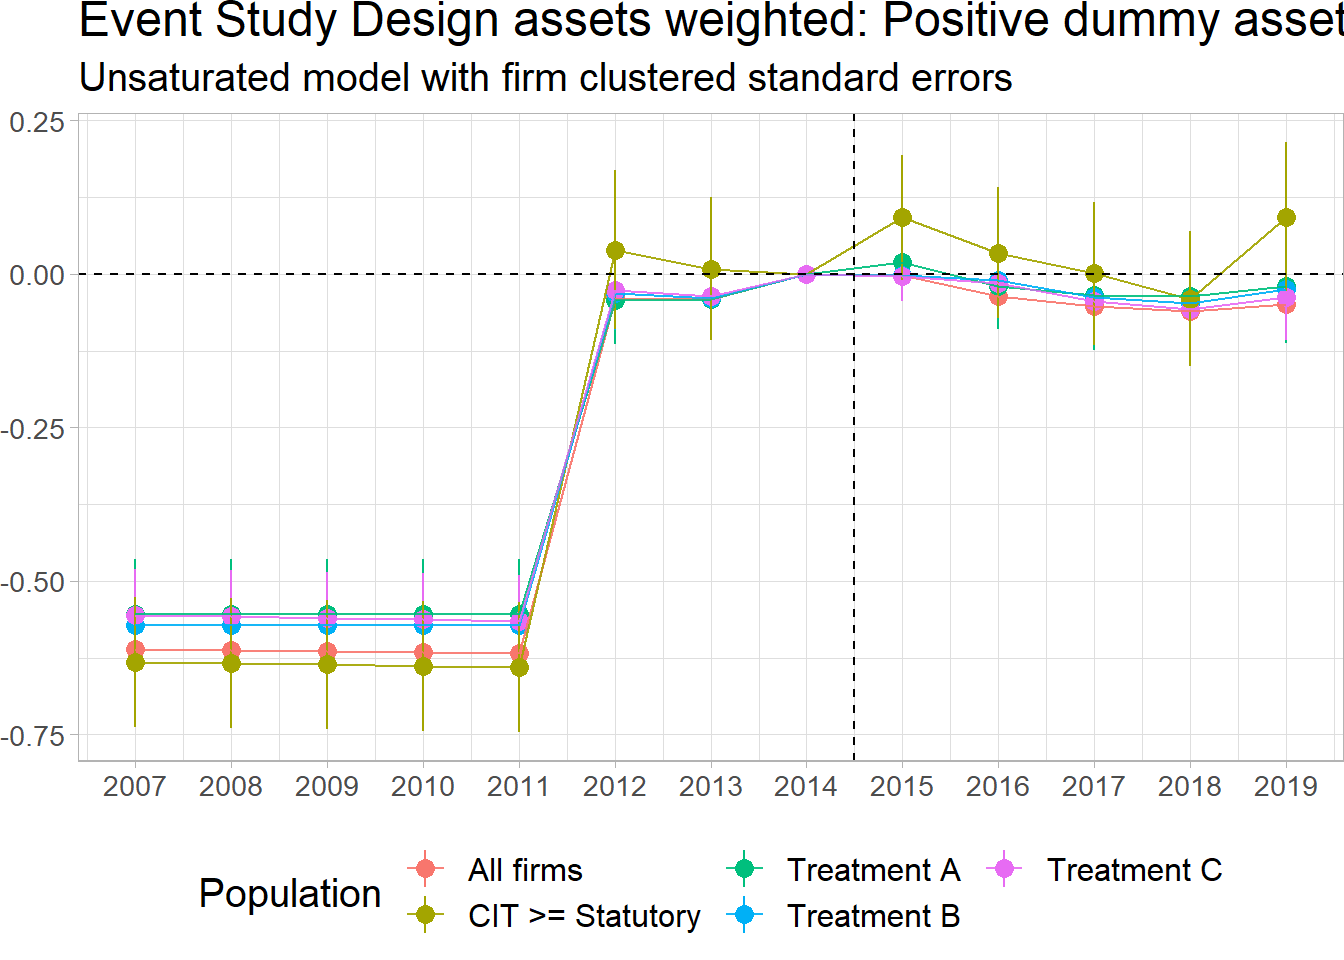 Event Study Design assets weighted: Positive dummy asset
Unsaturated model with firm clustered standard errors
0.25
0.00
-0.25
-0.50
-0.75
2007 2008 2009 2010 2011 2012 2013 2014 2015 2016 2017 2018 2019
Population
All firms
Treatment A
Treatment C
CIT >= Statutory
Treatment B